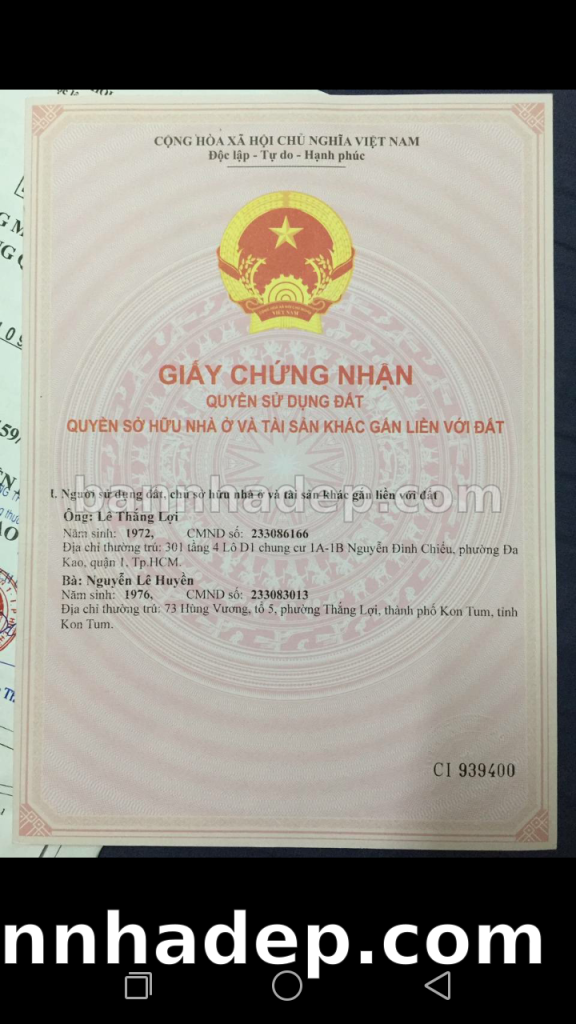 CỘNG HÒA XÃ HỘI CHỦ NGHĨA VIỆT NAM
Độc lập - Tự do - Hạnh phúc
VIỆT NAM
GIẤY CHỨNG NHẬN
QUYỀN SỬ DỤNG ĐẤT
QUYỀN SỞ HỮU NHÀ Ở VÀ TÀI SẢN KHÁC GẮN LIỀN VỚI ĐẤT
I. Người sử dụng đất, chủ sở hữu nhà ở và tài sản khác gắn liền với đất
bannhadep.com
Ông: Lê Thắng Lợi
Năm sinh: 1972, CMND số: 233086166
Địa chỉ thường trú: 301 tầng 4 Lô D1 chung cư 1A-1B Nguyễn Đình Chiểu, phường Đa
Kao, quận 1, Tp.HCM.
Bà: Nguyễn Lê Huyền
Năm sinh: 1976, CMND số: 233083013
Địa chỉ thường trú: 73 Hùng Vương, tổ 5, phường Thắng Lợi, thành phố Kon Tum, tỉnh
Kon Tum.
CI 939400
nnhadep.com